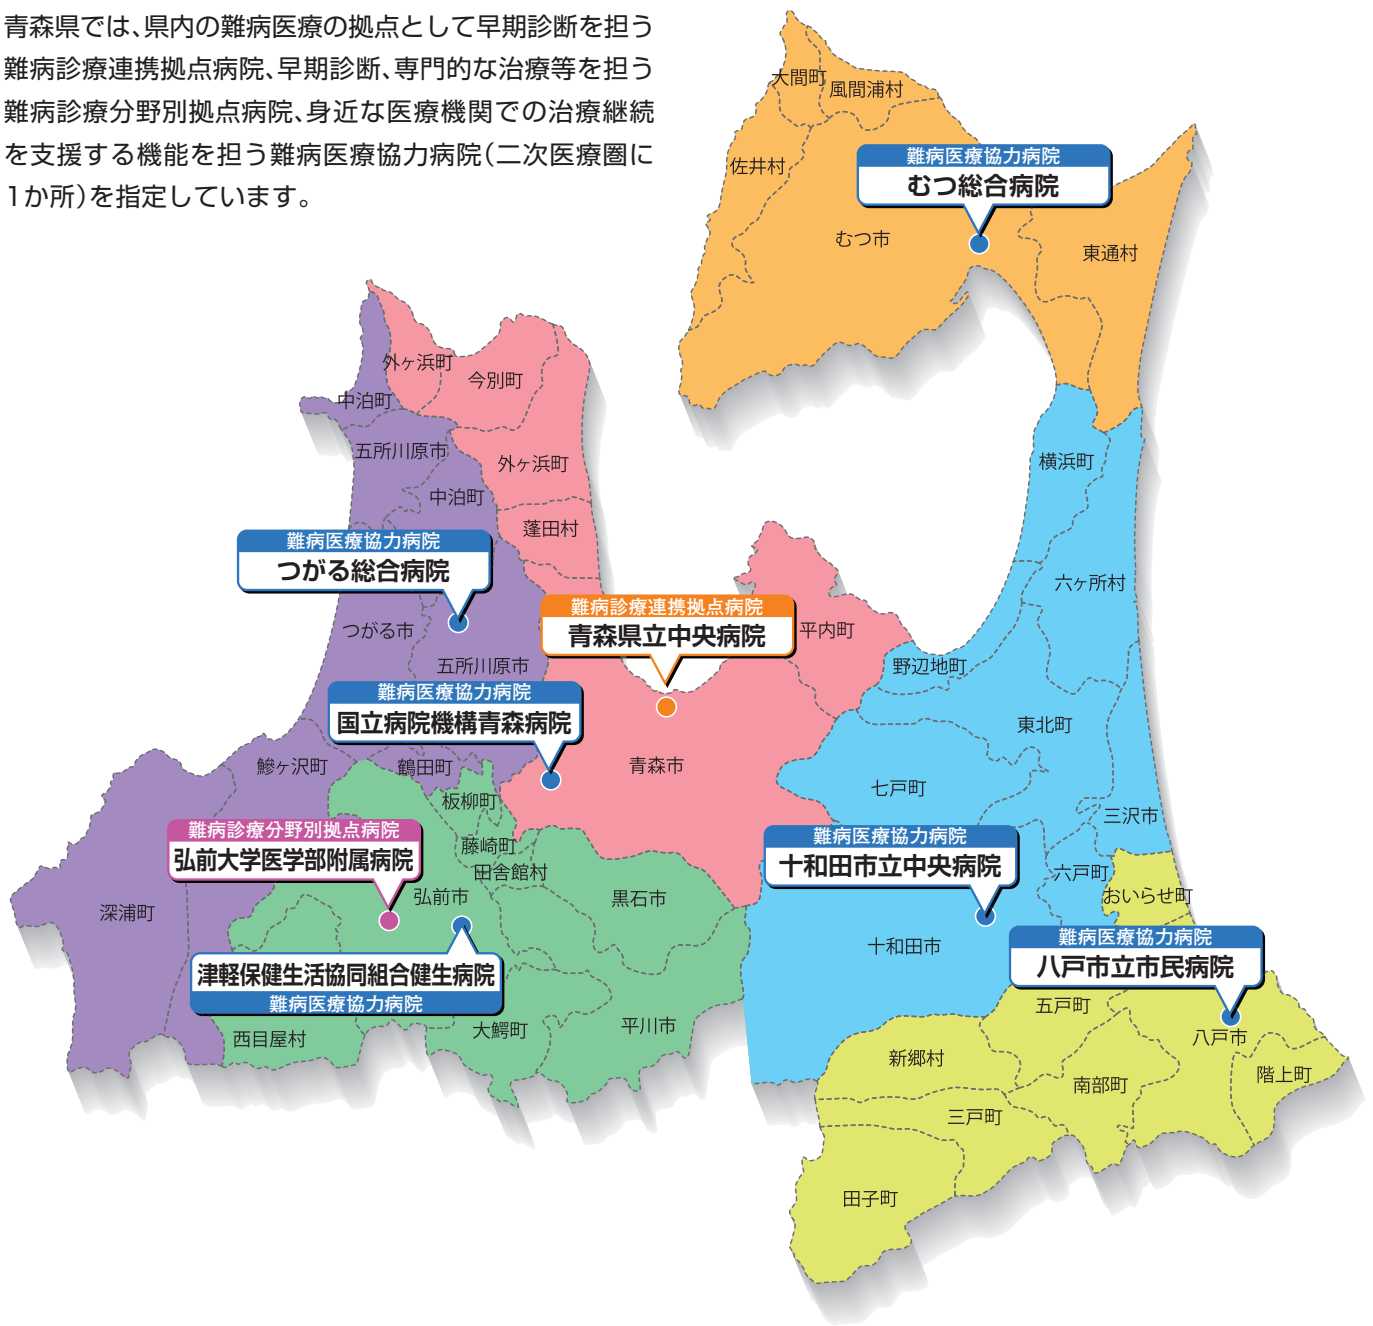 青森県では、県内の難病医療の拠点として早期診断を担う
難病診療連携拠点病院、早期診断、専門的な治療等を担う
難病診療分野別拠点病院、身近な医療機関での治療継続
を支援する機能を担う難病医療協力病院(二次医療圏に
1か所)を指定しています。
大間町
風間浦村
佐井村
難病医療協力病院
むつ総合病院
むつ市
東通村
外ヶ浜町
今別町
中泊町
五所川原市
外ヶ浜町
中泊町
蓬田村
横浜町
難病医療協力病院
つがる総合病院
六ヶ所村
つがる市
五所川原市
難病診療連携拠点病院
青森県立中央病院
平内町
野辺地町
難病医療協力病院
国立病院機構青森病院
東北町
鰺ヶ沢町
鶴田町
青森市
七戸町
板柳町
三沢市
難病診療分野別拠点病院
弘前大学医学部附属病院
藤崎町
田舎館村
難病医療協力病院
十和田市立中央病院
六戸町
おいらせ町
弘前市
黒石市
深浦町
十和田市
難病医療協力病院
八戸市立市民病院
津軽保健生活協同組合健生病院
難病医療協力病院
五戸町
西目屋村
大鰐町
平川市
八戸市
新郷村
南部町
階上町
三戸町
田子町